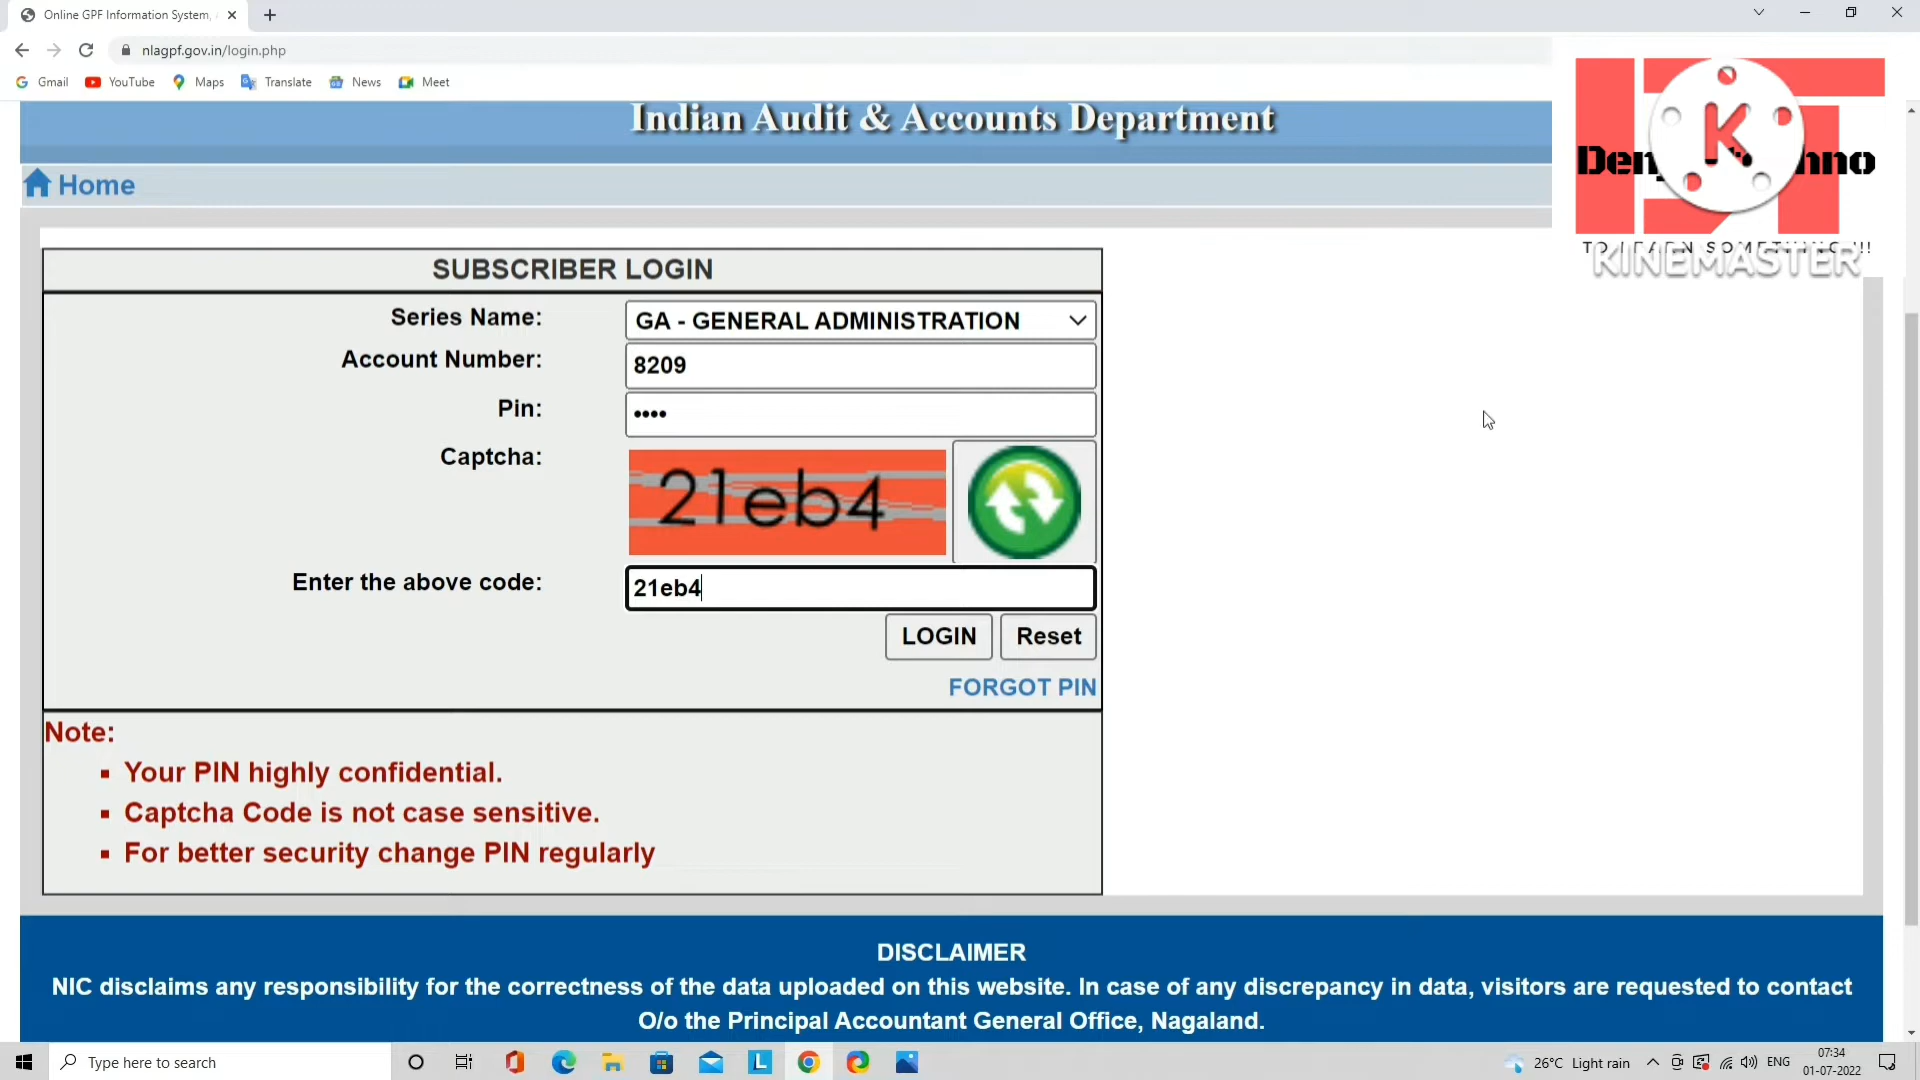 Online GPF Information System,
nlagpf.gov.in/login.php
Gmail YouTube Maps Translate News Meet
Indian Audit & Accounts Department
Home
K
TO LEARN SOMETHING !!!
KINEMASTER
SUBSCRIBER LOGIN
Series Name: GA - GENERAL ADMINISTRATION
Account Number: 8209
Pin: ••••
Captcha: 21eb4
Enter the above code: 21eb4
LOGIN Reset
FORGOT PIN
Note:
▪ Your PIN highly confidential.
▪ Captcha Code is not case sensitive.
▪ For better security change PIN regularly
DISCLAIMER
NIC disclaims any responsibility for the correctness of the data uploaded on this website. In case of any discrepancy in data, visitors are requested to contact
O/o the Principal Accountant General Office, Nagaland.
Type here to search
L
26°C Light rain
ENG
07:34
01-07-2022